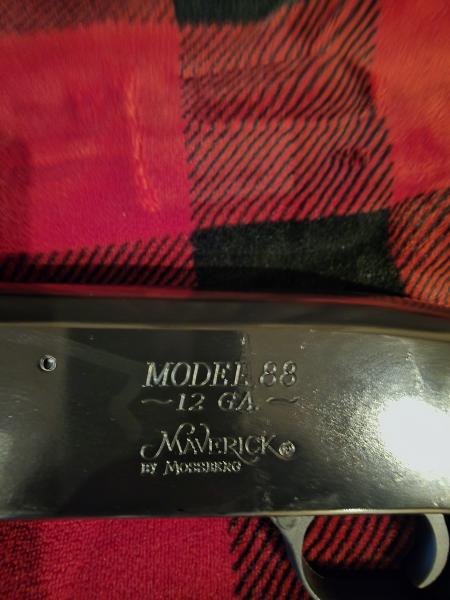 MODEL 88
~ 12 GA. ~
MAVERICK®
BY MOSSBERG